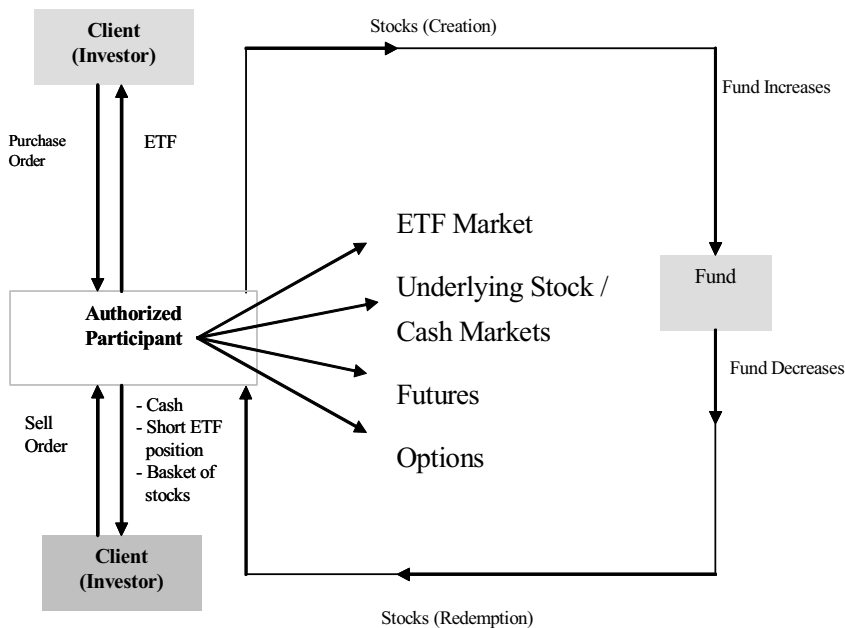 Stocks (Creation)
Client
(Investor)
Fund Increases
Purchase
Order
ETF
ETF Market
Underlying Stock /
Cash Markets
Futures
Options
Fund
Authorized
Participant
Fund Decreases
Sell
Order
- Cash
- Short ETF
position
- Basket of
stocks
Client
(Investor)
Stocks (Redemption)